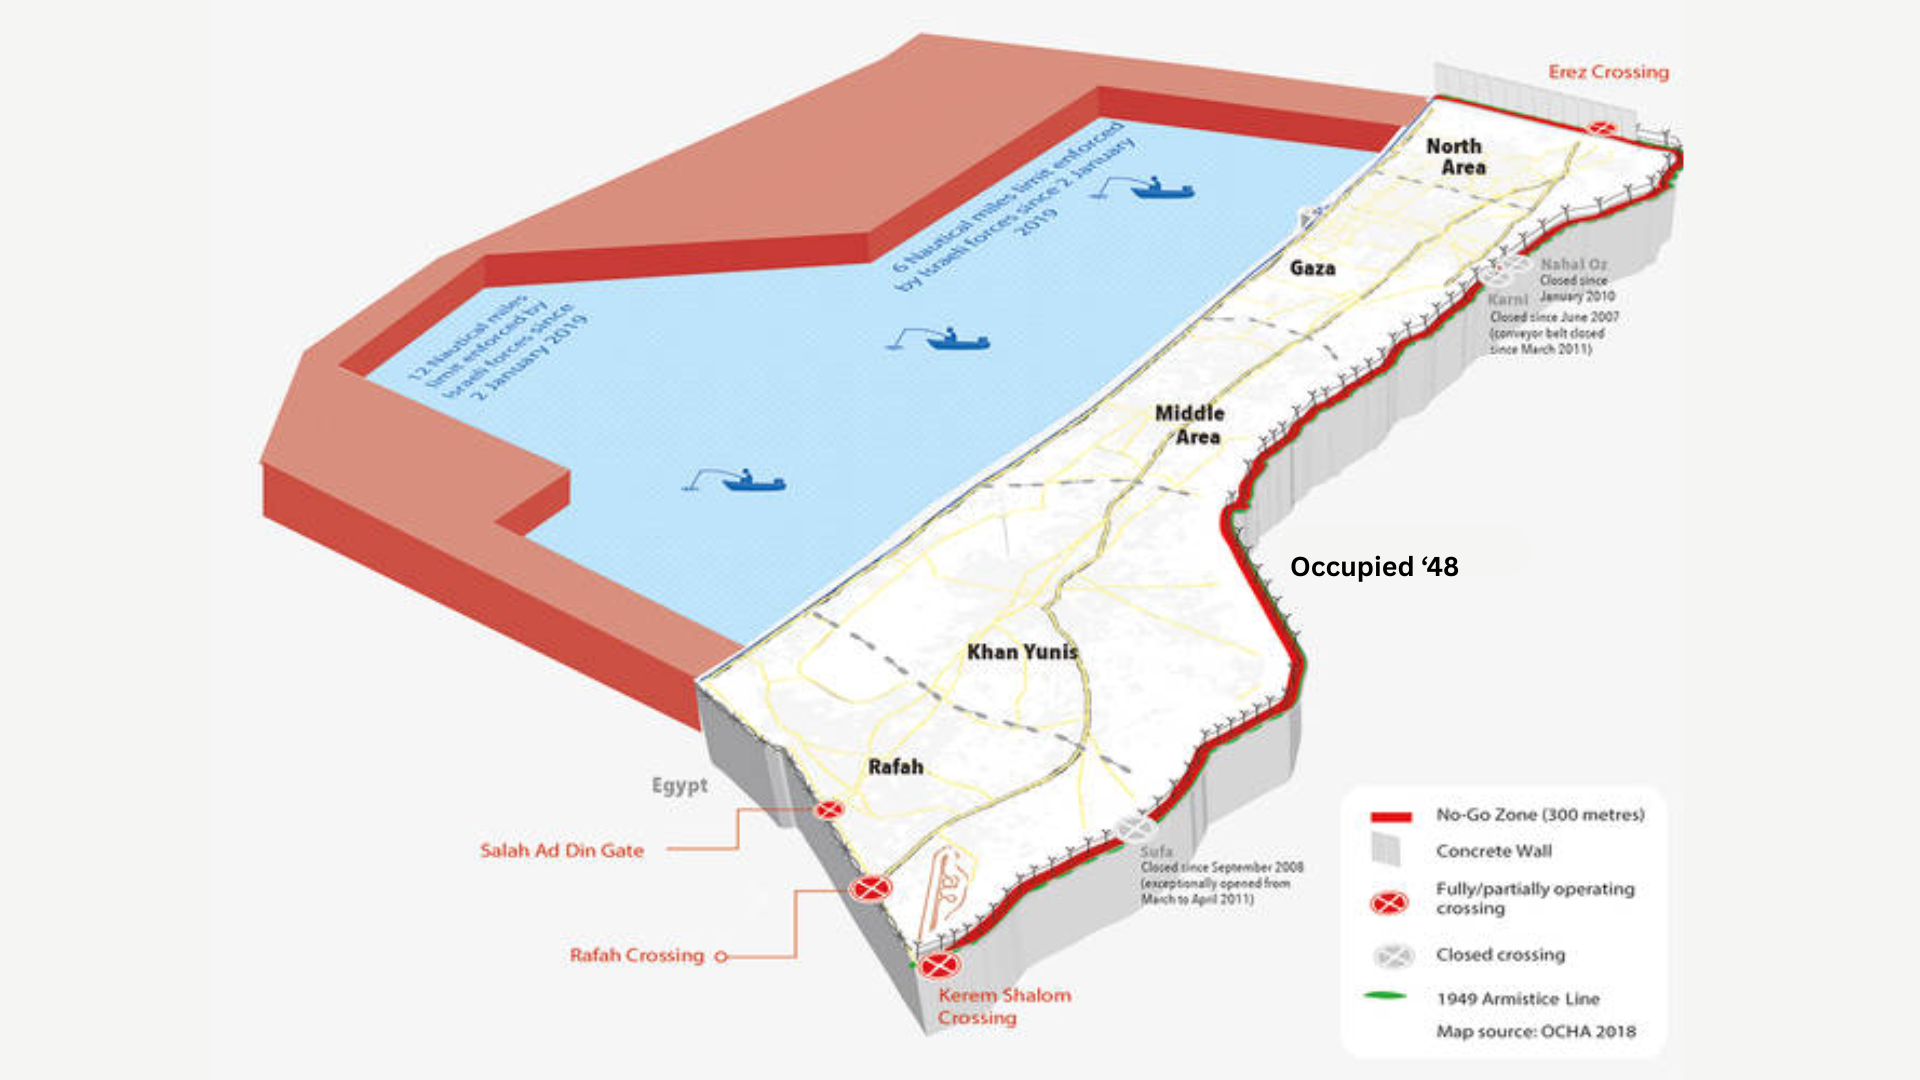 Erez Crossing
North
Area
6 Nautical miles limit enforced
by Israeli forces since 2 January
2019
Gaza
Nahal Oz
Closed since
January 2010
Karni
Closed since June 2007
(conveyor belt closed
since March 2011)
12 Nautical miles
limit enforced by
Israeli forces since
2 January 2019
Middle
Area
Occupied ‘48
Khan Yunis
Rafah
Egypt
Salah Ad Din Gate
Sufa
Closed since September 2008
(exceptionally opened from
March to April 2011)
Rafah Crossing
Kerem Shalom
Crossing
No-Go Zone (300 metres)
Concrete Wall
Fully/partially operating
crossing
Closed crossing
1949 Armistice Line
Map source: OCHA 2018